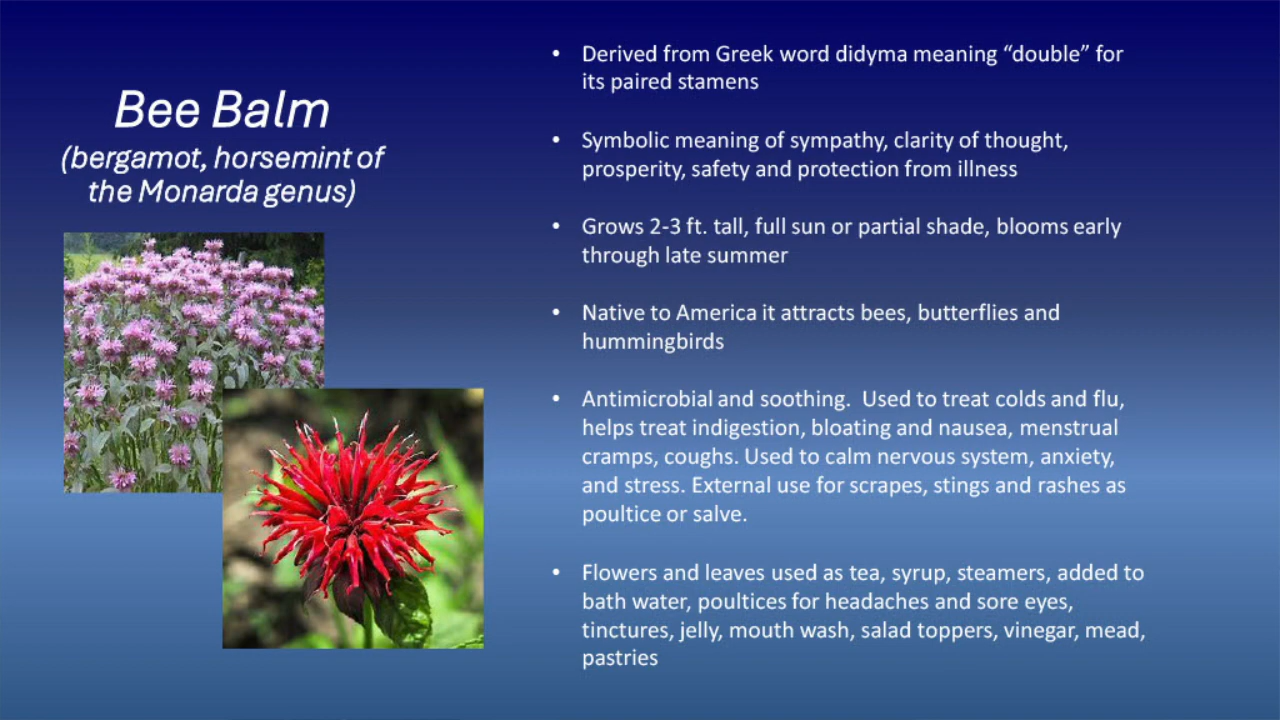 Bee Balm
(bergamot, horsemint of
the Monarda genus)
• Derived from Greek word didyma meaning “double” for
its paired stamens
• Symbolic meaning of sympathy, clarity of thought,
prosperity, safety and protection from illness
• Grows 2-3 ft. tall, full sun or partial shade, blooms early
through late summer
• Native to America it attracts bees, butterflies and
hummingbirds
• Antimicrobial and soothing.  Used to treat colds and flu,
helps treat indigestion, bloating and nausea, menstrual
cramps, coughs. Used to calm nervous system, anxiety,
and stress. External use for scrapes, stings and rashes as
poultice or salve.
• Flowers and leaves used as tea, syrup, steamers, added to
bath water, poultices for headaches and sore eyes,
tinctures, jelly, mouth wash, salad toppers, vinegar, mead,
pastries